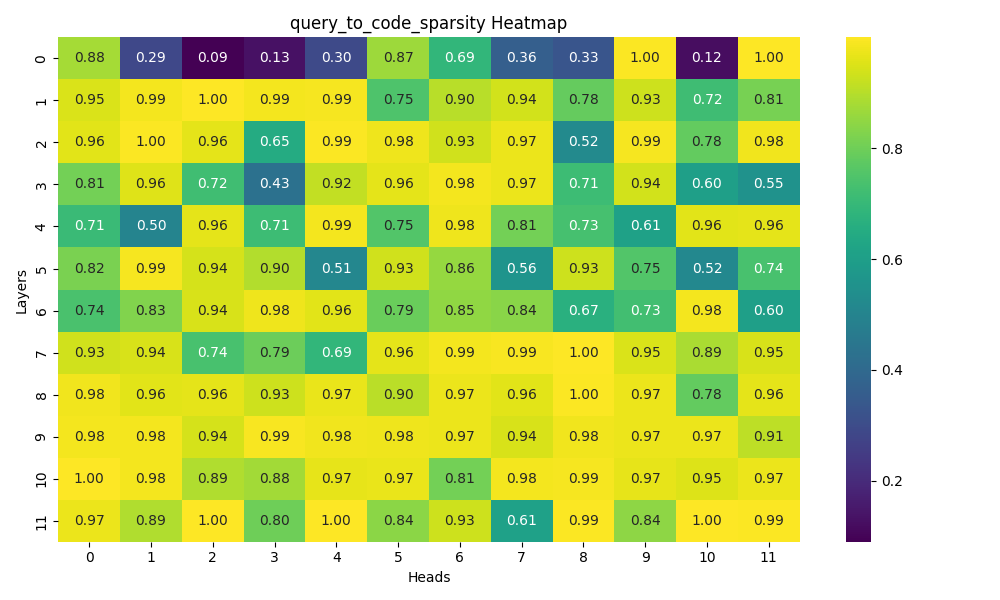 query_to_code_sparsity Heatmap
0 0.88 0.29 0.09 0.13 0.30 0.87 0.69 0.36 0.33 1.00 0.12 1.00
1 0.95 0.99 1.00 0.99 0.99 0.75 0.90 0.94 0.78 0.93 0.72 0.81
2 0.96 1.00 0.96 0.65 0.99 0.98 0.93 0.97 0.52 0.99 0.78 0.98
3 0.81 0.96 0.72 0.43 0.92 0.96 0.98 0.97 0.71 0.94 0.60 0.55
4 0.71 0.50 0.96 0.71 0.99 0.75 0.98 0.81 0.73 0.61 0.96 0.96
5 0.82 0.99 0.94 0.90 0.51 0.93 0.86 0.56 0.93 0.75 0.52 0.74
6 0.74 0.83 0.94 0.98 0.96 0.79 0.85 0.84 0.67 0.73 0.98 0.60
7 0.93 0.94 0.74 0.79 0.69 0.96 0.99 0.99 1.00 0.95 0.89 0.95
8 0.98 0.96 0.96 0.93 0.97 0.90 0.97 0.96 1.00 0.97 0.78 0.96
9 0.98 0.98 0.94 0.99 0.98 0.98 0.97 0.94 0.98 0.97 0.97 0.91
10 1.00 0.98 0.89 0.88 0.97 0.97 0.81 0.98 0.99 0.97 0.95 0.97
11 0.97 0.89 1.00 0.80 1.00 0.84 0.93 0.61 0.99 0.84 1.00 0.99
0 1 2 3 4 5 6 7 8 9 10 11
Heads
Layers
0.8
0.6
0.4
0.2